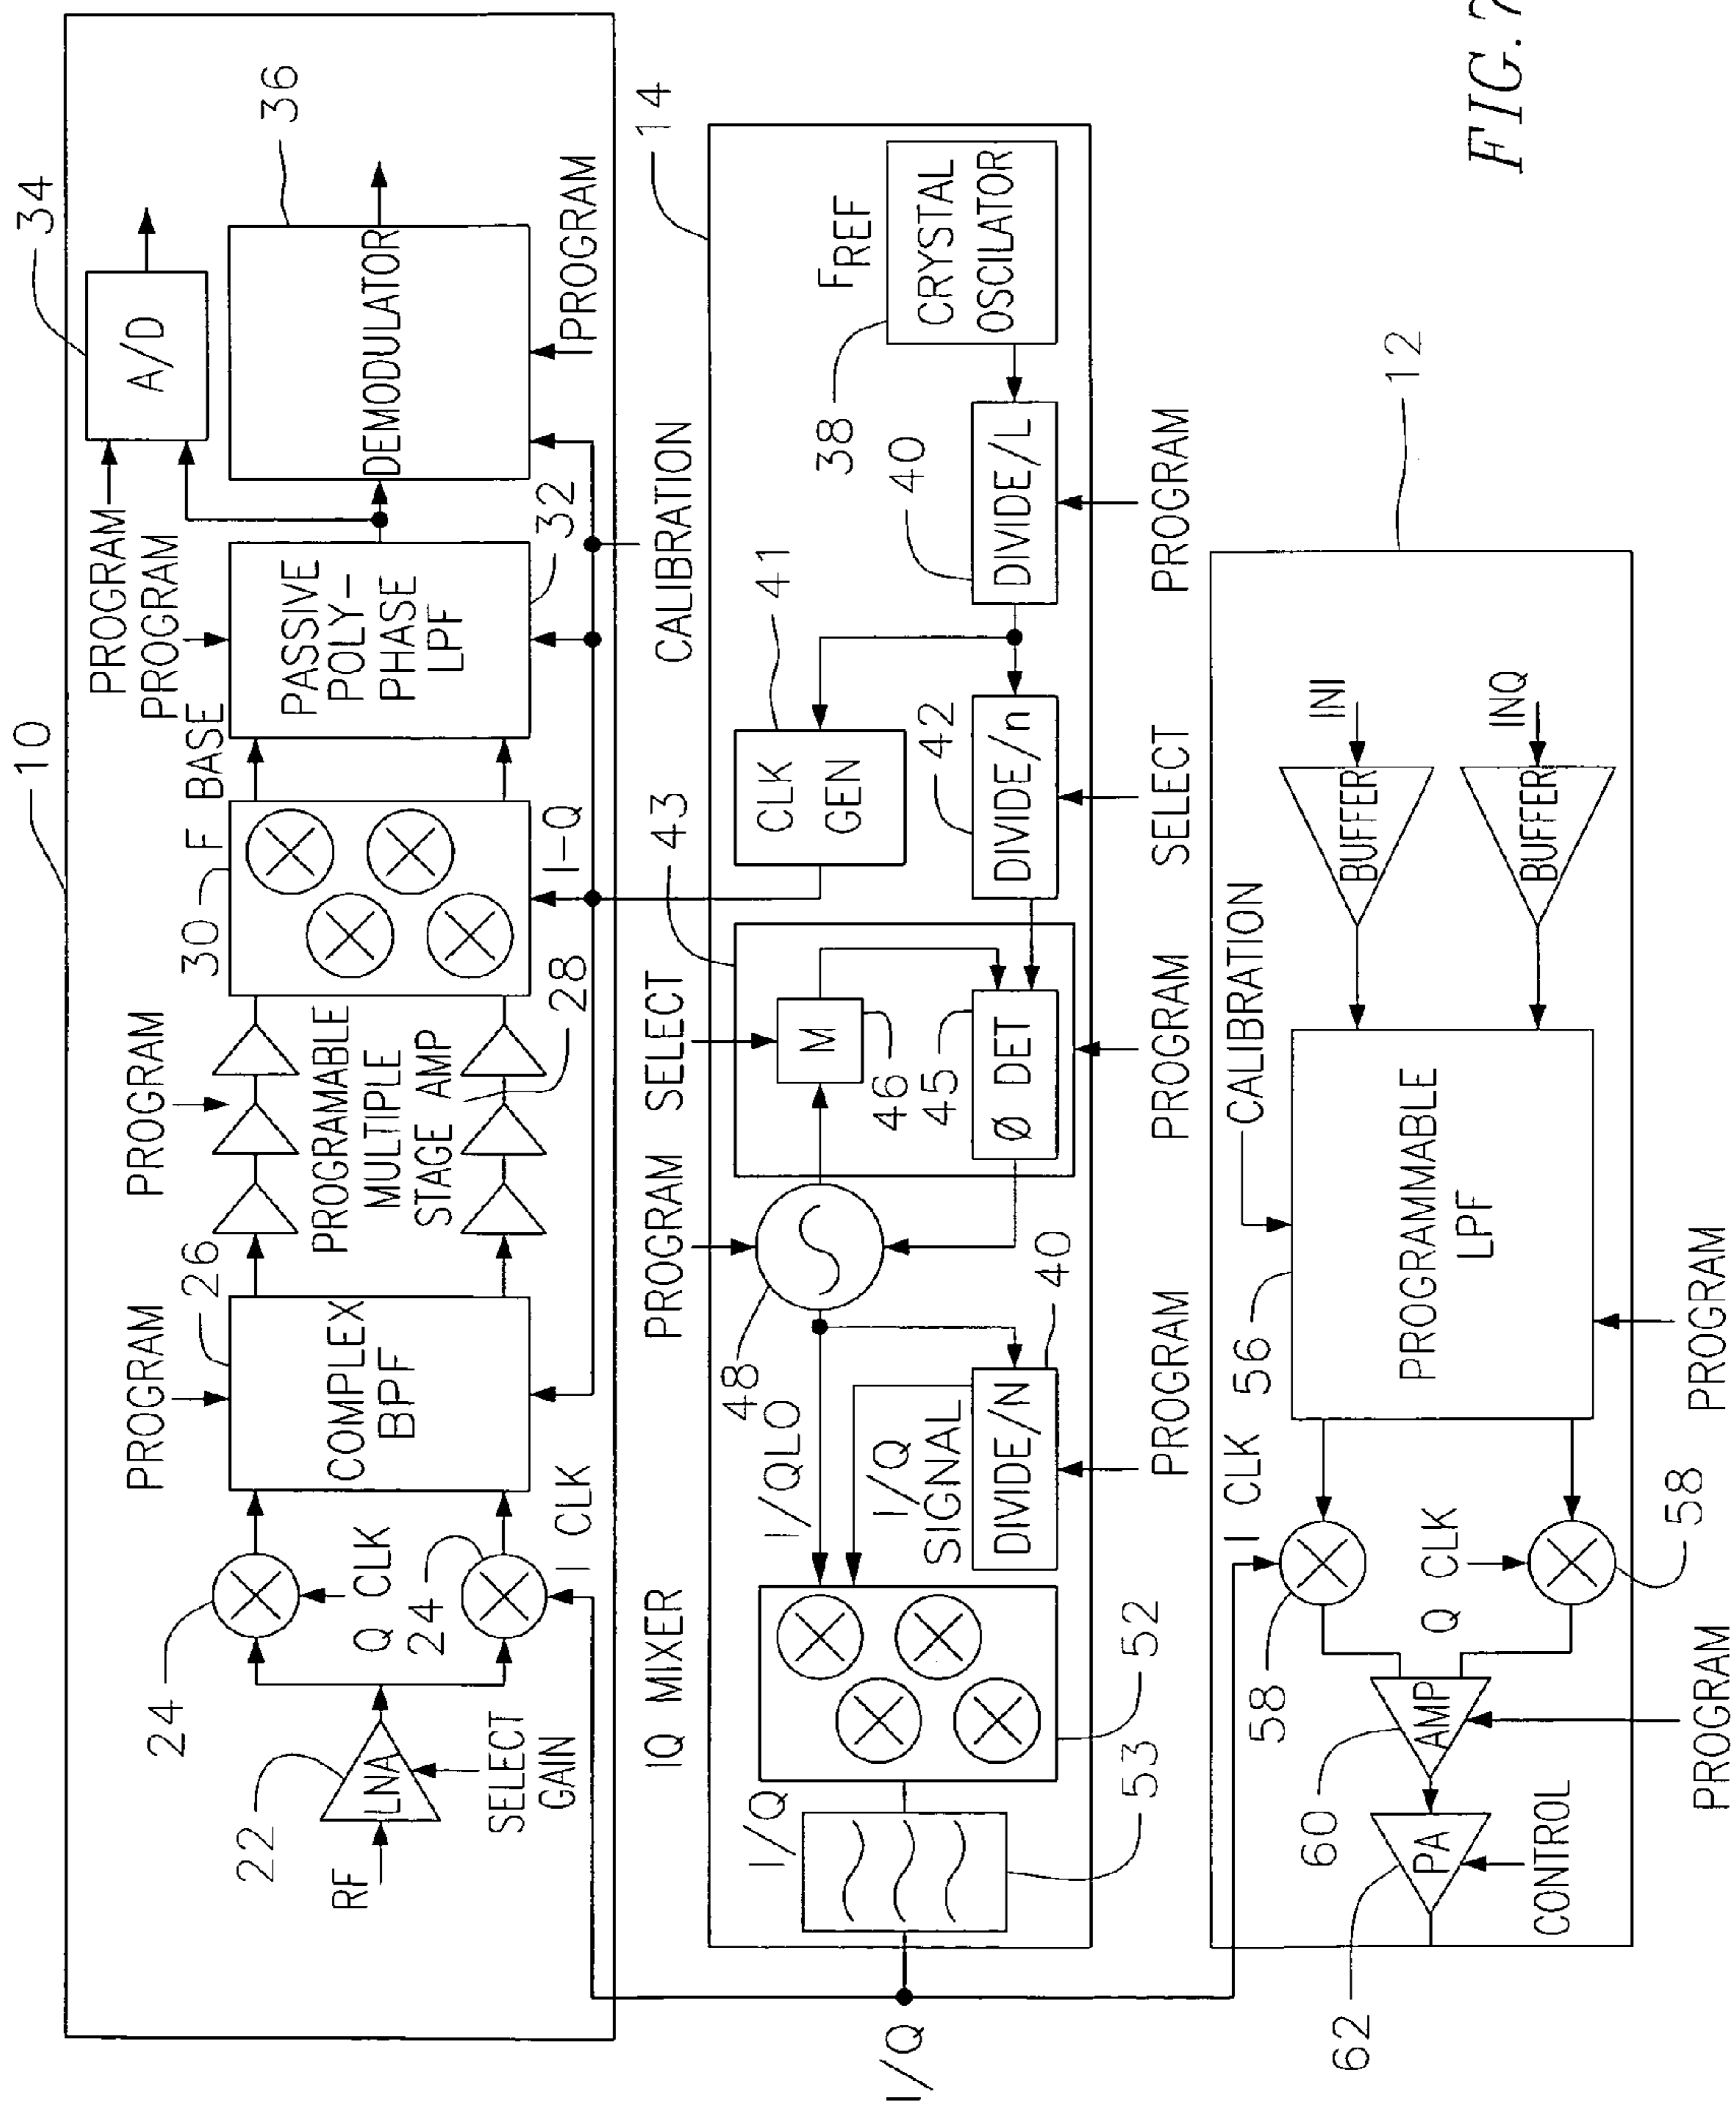 10
34
36
A/D
PROGRAM
PROGRAM
DEMODULATOR
PROGRAM
PASSIVE
POLY-
PHASE
LPF
32
F BASE
30
I-Q
PROGRAM
PROGRAMABLE
MULTIPLE
STAGE AMP
28
PROGRAM
26
COMPLEX
BPF
24
Q CLK
24
I CLK
22
LNA
RF
SELECT
GAIN
CALIBRATION
14
FREF
CRYSTAL
OSCILATOR
38
DIVIDE/L
40
PROGRAM
41
CLK
GEN
42
DIVIDE/n
SELECT
43
SELECT
M
46
45
Ø DET
PROGRAM
PROGRAM
48
I/QLO
I/Q
SIGNAL
DIVIDE/N
40
PROGRAM
IQ MIXER
52
I/Q
53
I/Q
12
INI
BUFFER
INQ
BUFFER
CALIBRATION
PROGRAMMABLE
LPF
56
PROGRAM
I CLK
58
Q CLK
58
AMP
60
PROGRAM
PA
62
CONTROL
FIG. 7